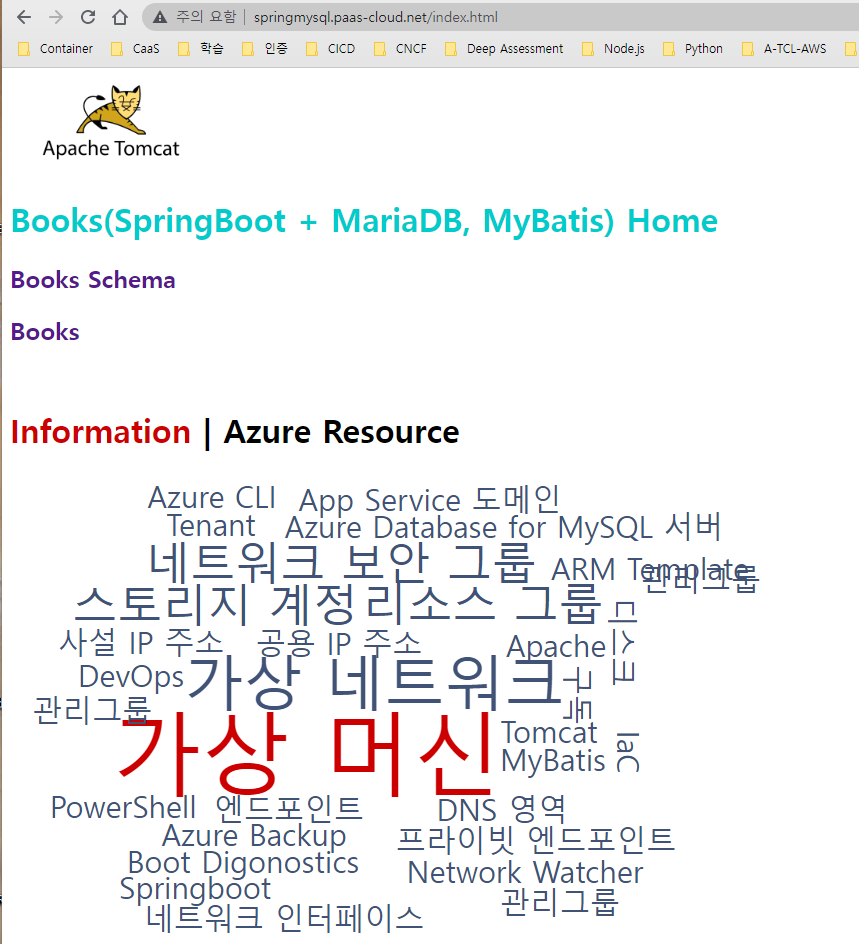 주의 요함 | springmysql.paas-cloud.net/index.html
Container CaaS 학습 인증 CICD CNCF Deep Assessment Node.js Python A-TCL-AWS
Apache Tomcat
Books(SpringBoot + MariaDB, MyBatis) Home
Books Schema
Books
Information | Azure Resource
Azure CLI App Service 도메인
Tenant Azure Database for MySQL 서버
네트워크 보안 그룹 ARM Template
관리그룹
스토리지 계정 리소스 그룹
디스크
사설 IP 주소 공용 IP 주소 Apache
DevOps 가상 네트워크 구독
관리그룹
가상 머신 Tomcat IaC
MyBatis
PowerShell 엔드포인트 DNS 영역
Azure Backup 프라이빗 엔드포인트
Boot Digonostics Network Watcher
Springboot 관리그룹
네트워크 인터페이스